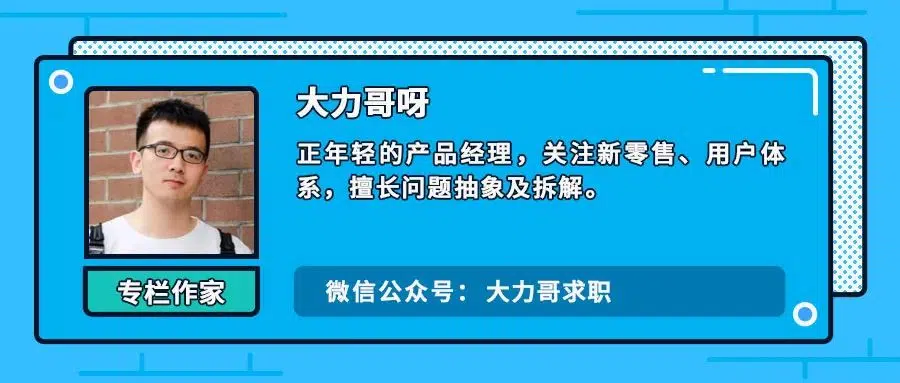 大力哥呀
正年轻的产品经理，关注新零售、用户体
系，擅长问题抽象及拆解。
专栏作家
微信公众号：大力哥求职